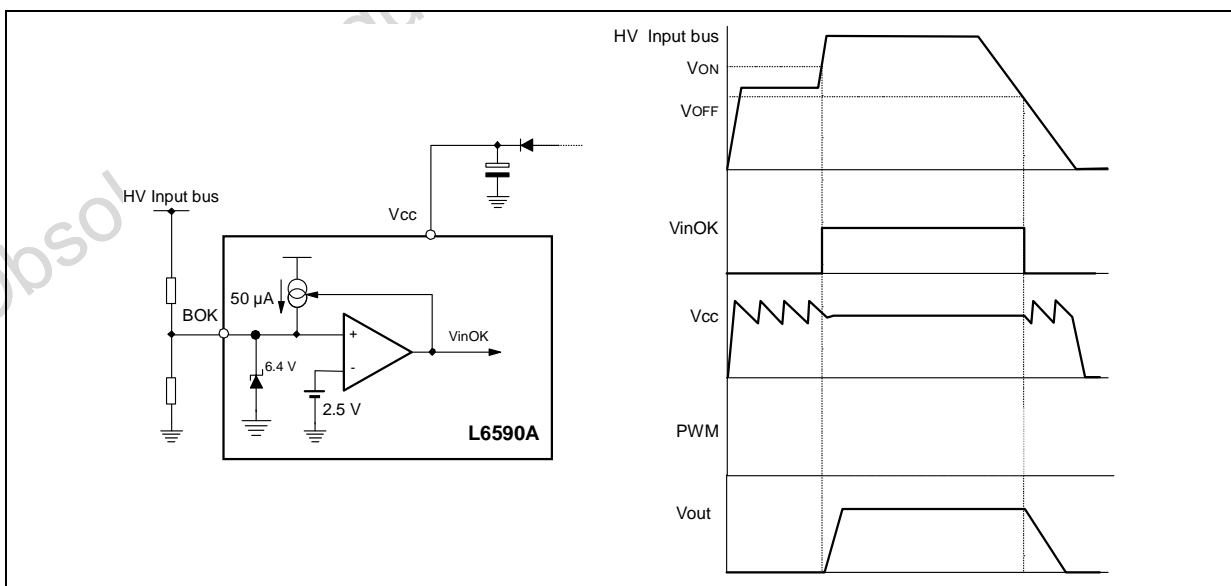 HV Input bus
BOK
50 µA
6.4 V
2.5 V
+
-
VinOK
Vcc
L6590A
HV Input bus
VON
VOFF
VinOK
Vcc
PWM
Vout